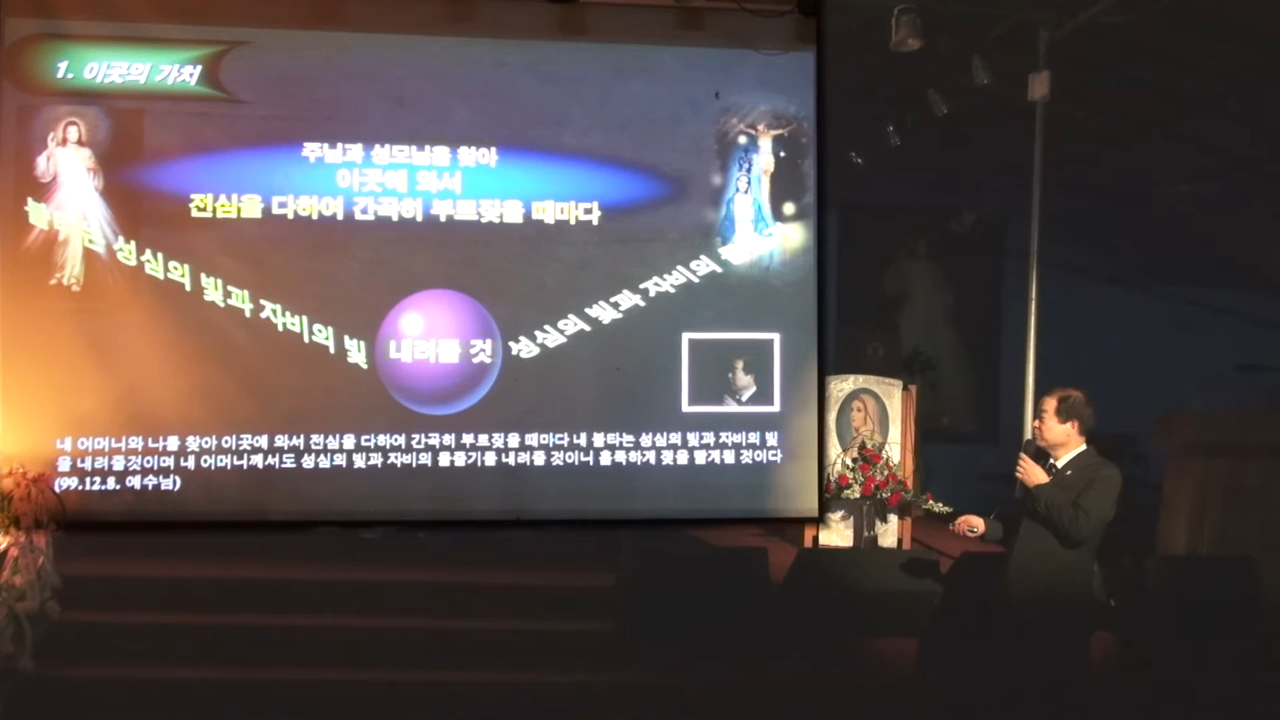 1. 이곳의 가치
주님과 성모님을 찾아
이곳에 와서
전심을 다하여 간곡히 부르짖을 때마다
불타는 성심의 빛과 자비의 빛
내려줄 것
성심의 빛과 자비의
내 어머니와 나를 찾아 이곳에 와서 전심을 다하여 간곡히 부르짖을 때마다 내 불타는 성심의 빛과 자비의 빛
을 내려줄것이며 내 어머니께서도 성심의 빛과 자비의 물줄기를 내려줄 것이니 흡족하게 젖을 빨게될 것이다
(99.12.8. 예수님)